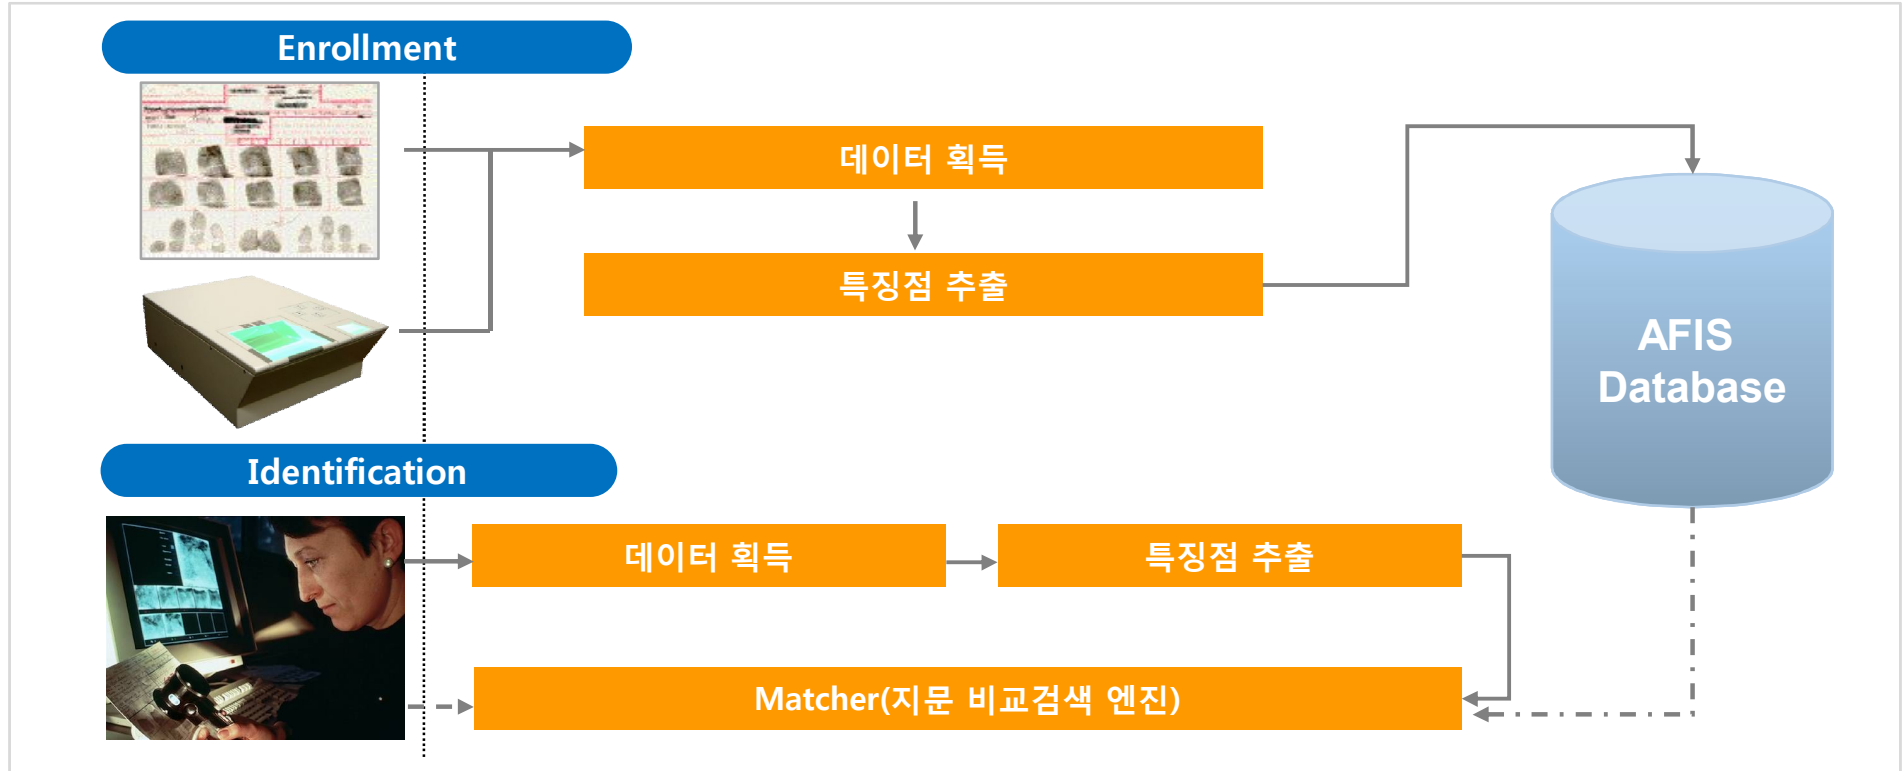 Enrollment
데이터 획득
특징점 추출
AFIS
Database
Identification
데이터 획득
특징점 추출
Matcher(지문 비교검색 엔진)